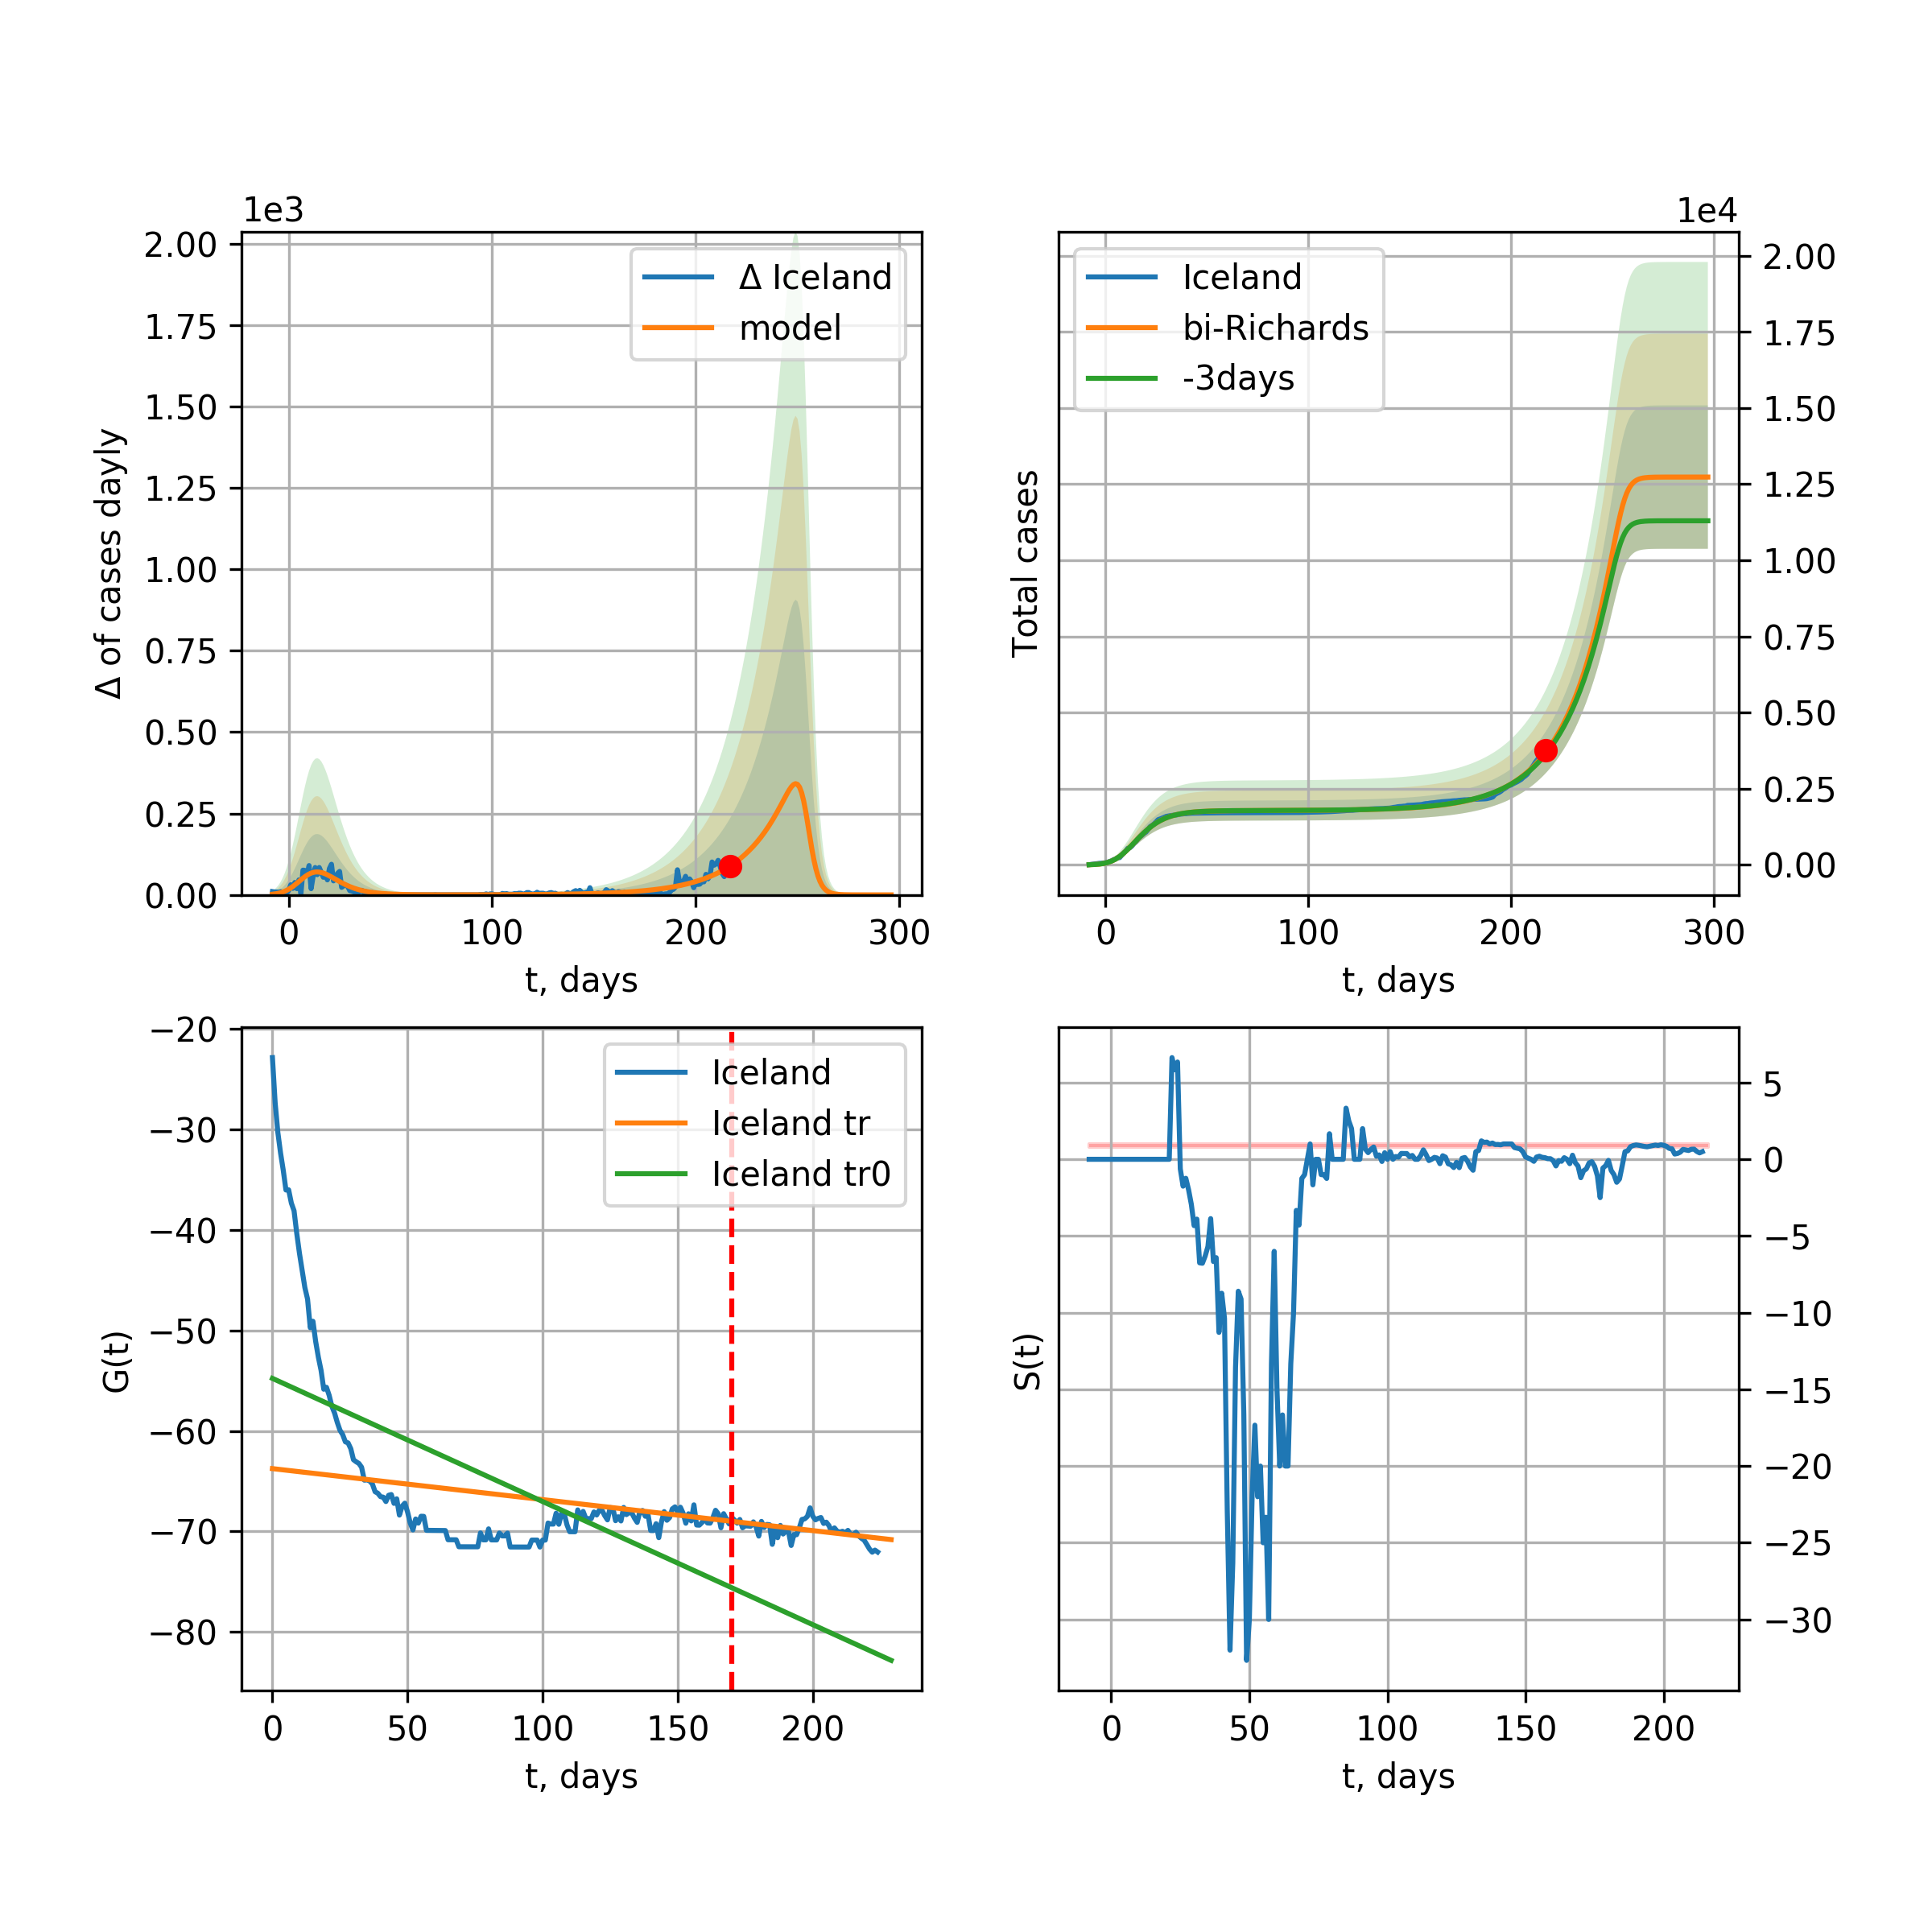 1e3
2.00
1.75
1.50
1.25
1.00
0.75
0.50
0.25
0.00
Δ of cases dayly
Δ Iceland
model
0 100 200 300
t, days
1e4
Iceland
bi-Richards
-3days
Total cases
2.00
1.75
1.50
1.25
1.00
0.75
0.50
0.25
0.00
0 100 200 300
t, days
−20
−30
−40
−50
−60
−70
−80
G(t)
Iceland
Iceland tr
Iceland tr0
0 50 100 150 200
t, days
S(t)
5
0
−5
−10
−15
−20
−25
−30
0 50 100 150 200
t, days